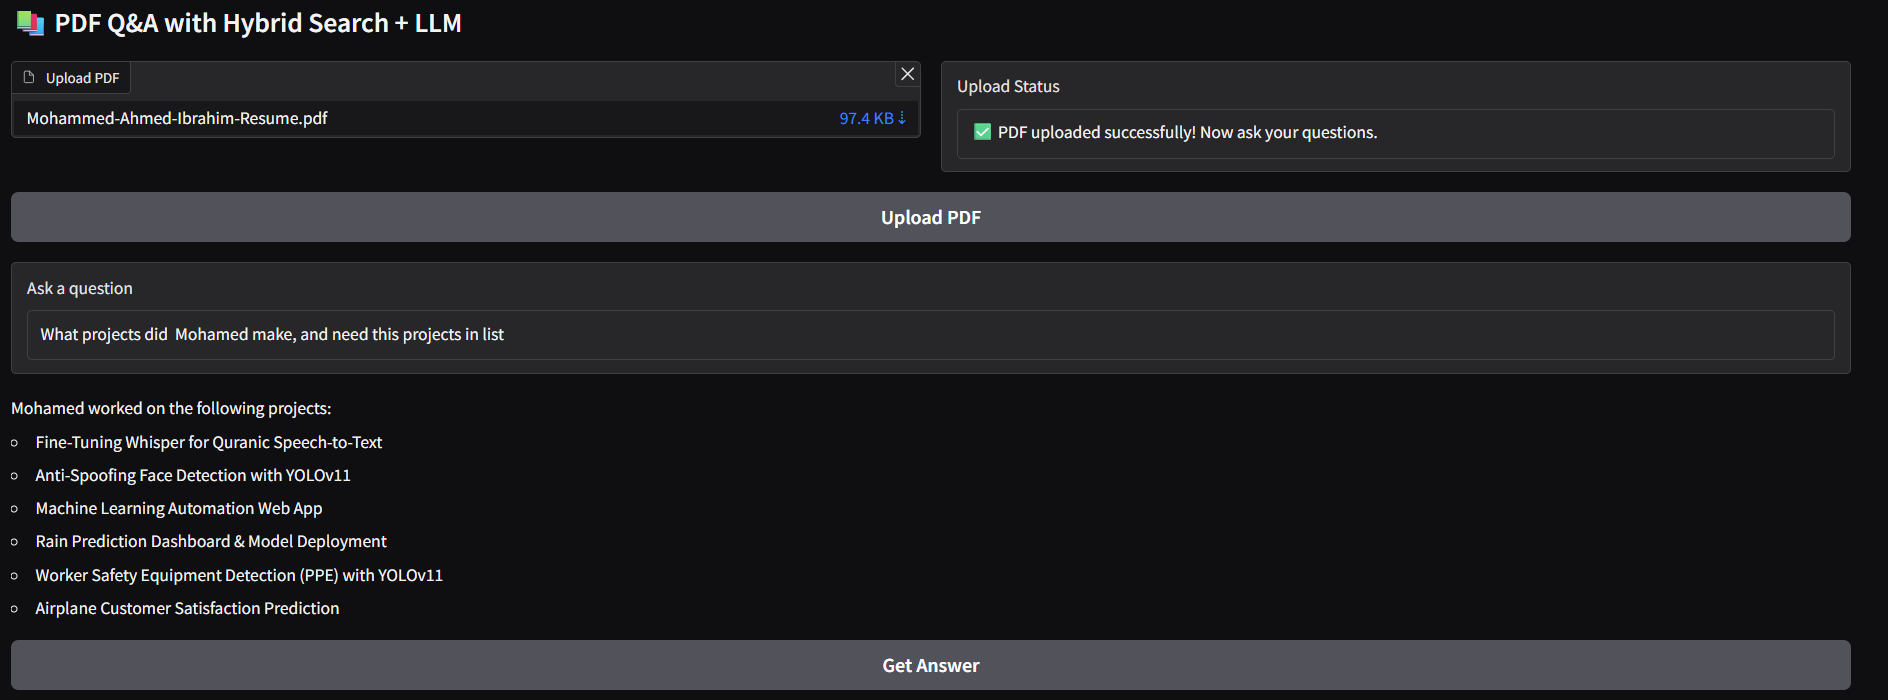 PDF Q&A with Hybrid Search + LLM
Upload PDF
Mohammed-Ahmed-Ibrahim-Resume.pdf 97.4 KB ⇣
Upload Status
✅ PDF uploaded successfully! Now ask your questions.
Upload PDF
Ask a question
What projects did  Mohamed make, and need this projects in list
Mohamed worked on the following projects:
Fine-Tuning Whisper for Quranic Speech-to-Text
Anti-Spoofing Face Detection with YOLOv11
Machine Learning Automation Web App
Rain Prediction Dashboard & Model Deployment
Worker Safety Equipment Detection (PPE) with YOLOv11
Airplane Customer Satisfaction Prediction
Get Answer